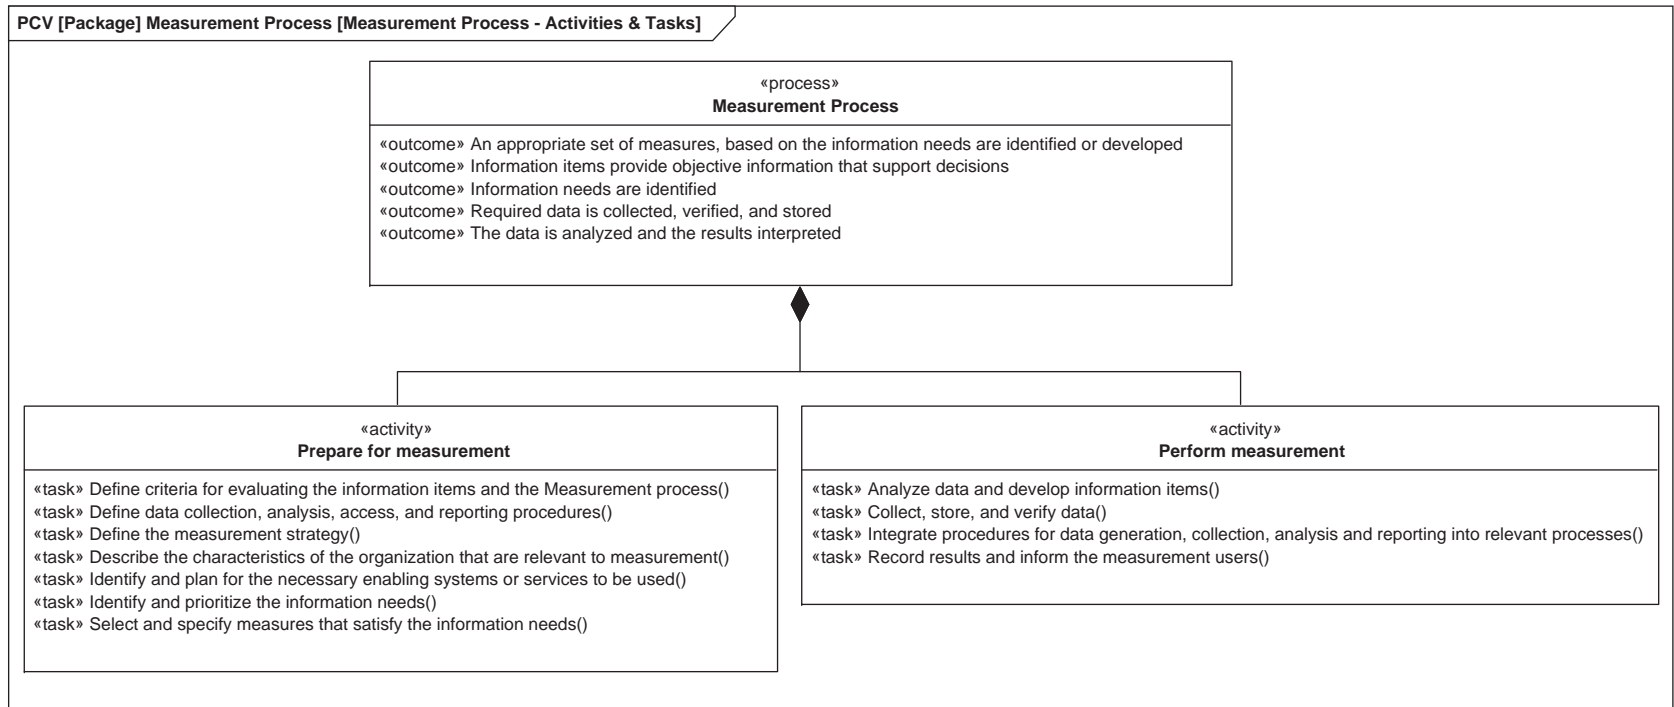 PCV [Package] Measurement Process [Measurement Process - Activities & Tasks]
«process»
Measurement Process
«outcome» An appropriate set of measures, based on the information needs are identified or developed
«outcome» Information items provide objective information that support decisions
«outcome» Information needs are identified
«outcome» Required data is collected, verified, and stored
«outcome» The data is analyzed and the results interpreted
«activity»
Prepare for measurement
«task» Define criteria for evaluating the information items and the Measurement process()
«task» Define data collection, analysis, access, and reporting procedures()
«task» Define the measurement strategy()
«task» Describe the characteristics of the organization that are relevant to measurement()
«task» Identify and plan for the necessary enabling systems or services to be used()
«task» Identify and prioritize the information needs()
«task» Select and specify measures that satisfy the information needs()
«activity»
Perform measurement
«task» Analyze data and develop information items()
«task» Collect, store, and verify data()
«task» Integrate procedures for data generation, collection, analysis and reporting into relevant processes()
«task» Record results and inform the measurement users()